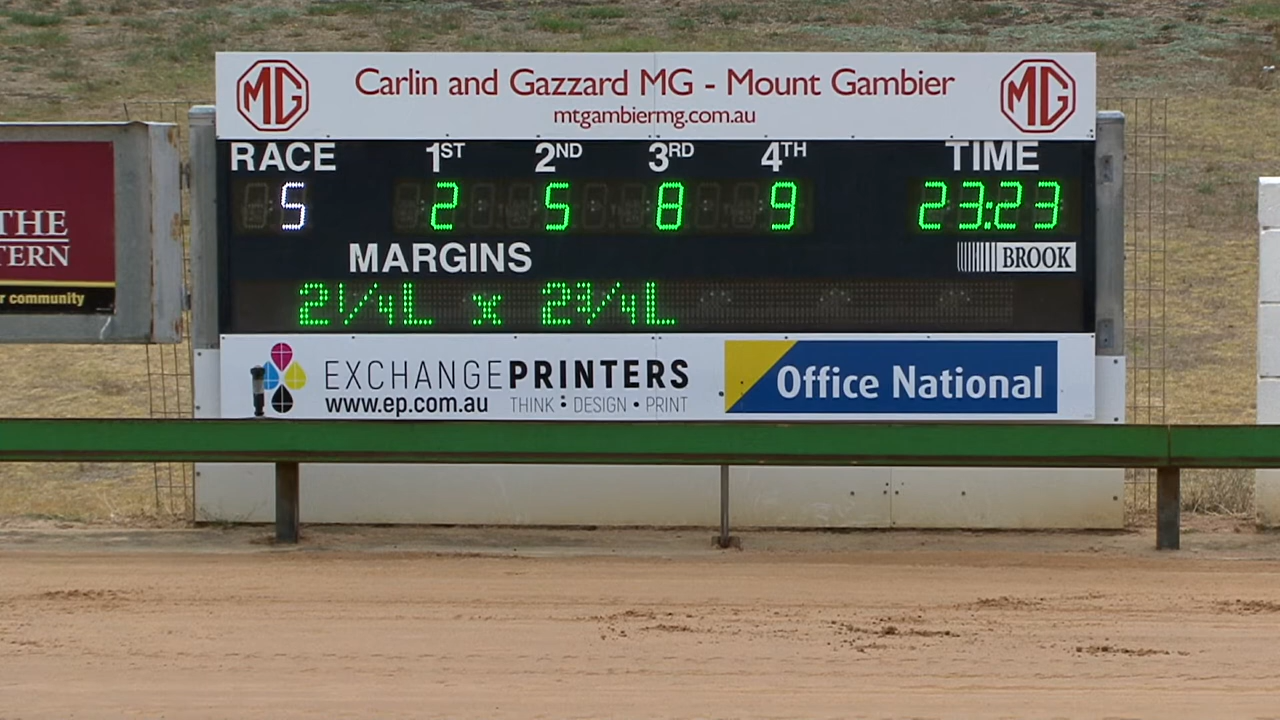 MG Carlin and Gazzard MG - Mount Gambier MG
mtgambiermg.com.au
RACE 1ST 2ND 3RD 4TH TIME
5 2 5 8 9 23:23
MARGINS BROOK
2¼L x 2¾L
THE
TERN
r community
EXCHANGEPRINTERS
www.ep.com.au THINK • DESIGN • PRINT
Office National